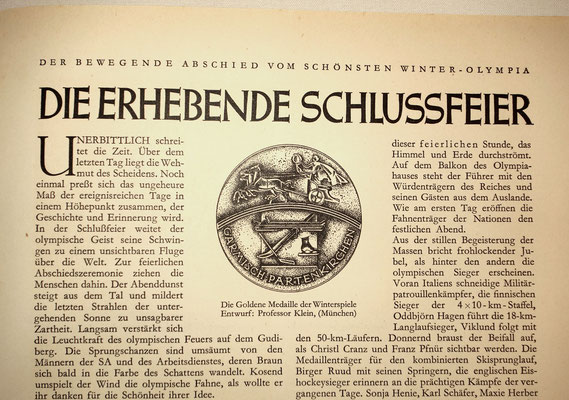 DER BEWEGENDE ABSCHIED VOM SCHÖNSTEN WINTER-OLYMPIA
DIE ERHEBENDE SCHLUSSFEIER
UNERBITTLICH schrei-
tet die Zeit. Über dem
letzten Tag liegt die Weh-
mut des Scheidens. Noch
einmal preßt sich das ungeheure
Maß der ereignisreichen Tage in
einem Höhepunkt zusammen, der
Geschichte und Erinnerung wird.
In der Schlußfeier weitet der
olympische Geist seine Schwin-
gen zu einem unsichtbaren Fluge
über die Welt. Zur feierlichen
Abschiedszeremonie ziehen die
Menschen dahin. Der Abenddunst
steigt aus dem Tal und mildert
die letzten Strahlen der unter-
gehenden Sonne zu unsagbarer
Zartheit. Langsam verstärkt sich
die Leuchtkraft des olympischen Feuers auf dem Gudi-
berg. Die Sprungschanzen sind umsäumt von den
Männern der SA und des Arbeitsdienstes, deren Braun
sich bald in die Farbe des Schattens wandelt. Kosend
umspielt der Wind die olympische Fahne, als wollte er
ihr danken für die Schönheit ihrer Idee.
GARMISCH-PARTENKIRCHEN
Die Goldene Medaille der Winterspiele
Entwurf: Professor Klein, (München)
dieser feierlichen Stunde, das
Himmel und Erde durchströmt.
Auf dem Balkon des Olympia-
hauses steht der Führer mit den
Würdenträgern des Reiches und
seinen Gästen aus dem Auslande.
Wie am ersten Tag eröffnen die
Fahnenträger der Nationen den
festlichen Abend.
Aus der stillen Begeisterung der
Massen bricht frohlockender Ju-
bel, als hinter den andern die
olympischen Sieger erscheinen.
Voran Italiens schneidige Militär-
patrouillenkämpfer, die finnischen
Sieger der 4 × 10 km-Staffel,
Oddbjörn Hagen führt die 18-km-
Langlaufsieger, Viklund folgt mit
den 50-km-Läufern. Donnernd braust der Beifall auf,
als Christl Cranz und Franz Pfnür sichtbar werden. Die
Medaillenträger für den kombinierten Skisprunglauf,
Birger Ruud mit seinen Springern, die englischen Eis-
hockeysieger erinnern an die prächtigen Kämpfe der ver-
gangenen Tage. Sonja Henie, Karl Schäfer, Maxie Herber